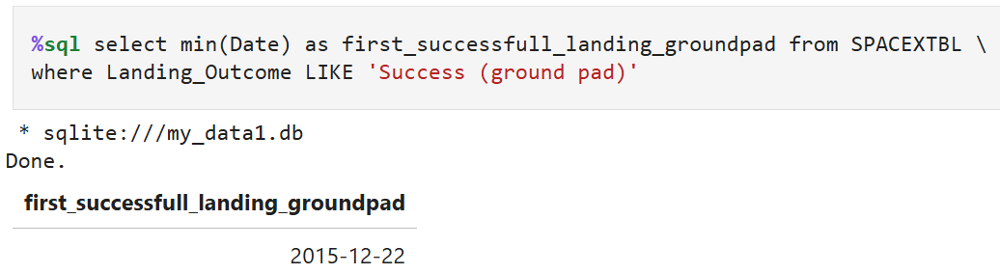 %sql select min(Date) as first_successfull_landing_groundpad from SPACEXTBL \
where Landing_Outcome LIKE 'Success (ground pad)'
* sqlite:///my_data1.db
Done.
first_successfull_landing_groundpad
2015-12-22